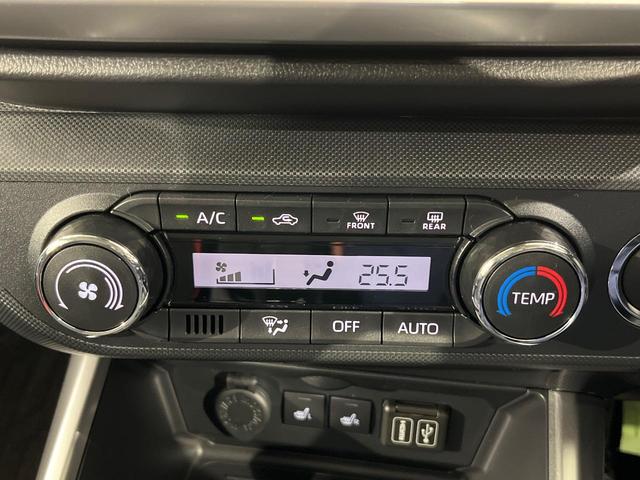 A/C
FRONT
REAR
25.5
TEMP
OFF
AUTO